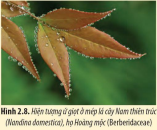 Hình 2.8. Hiện tượng ứ giọt ở mép lá cây Nam thiên trúc
(Nandina domestica), họ Hoàng mộc (Berberidaceae)